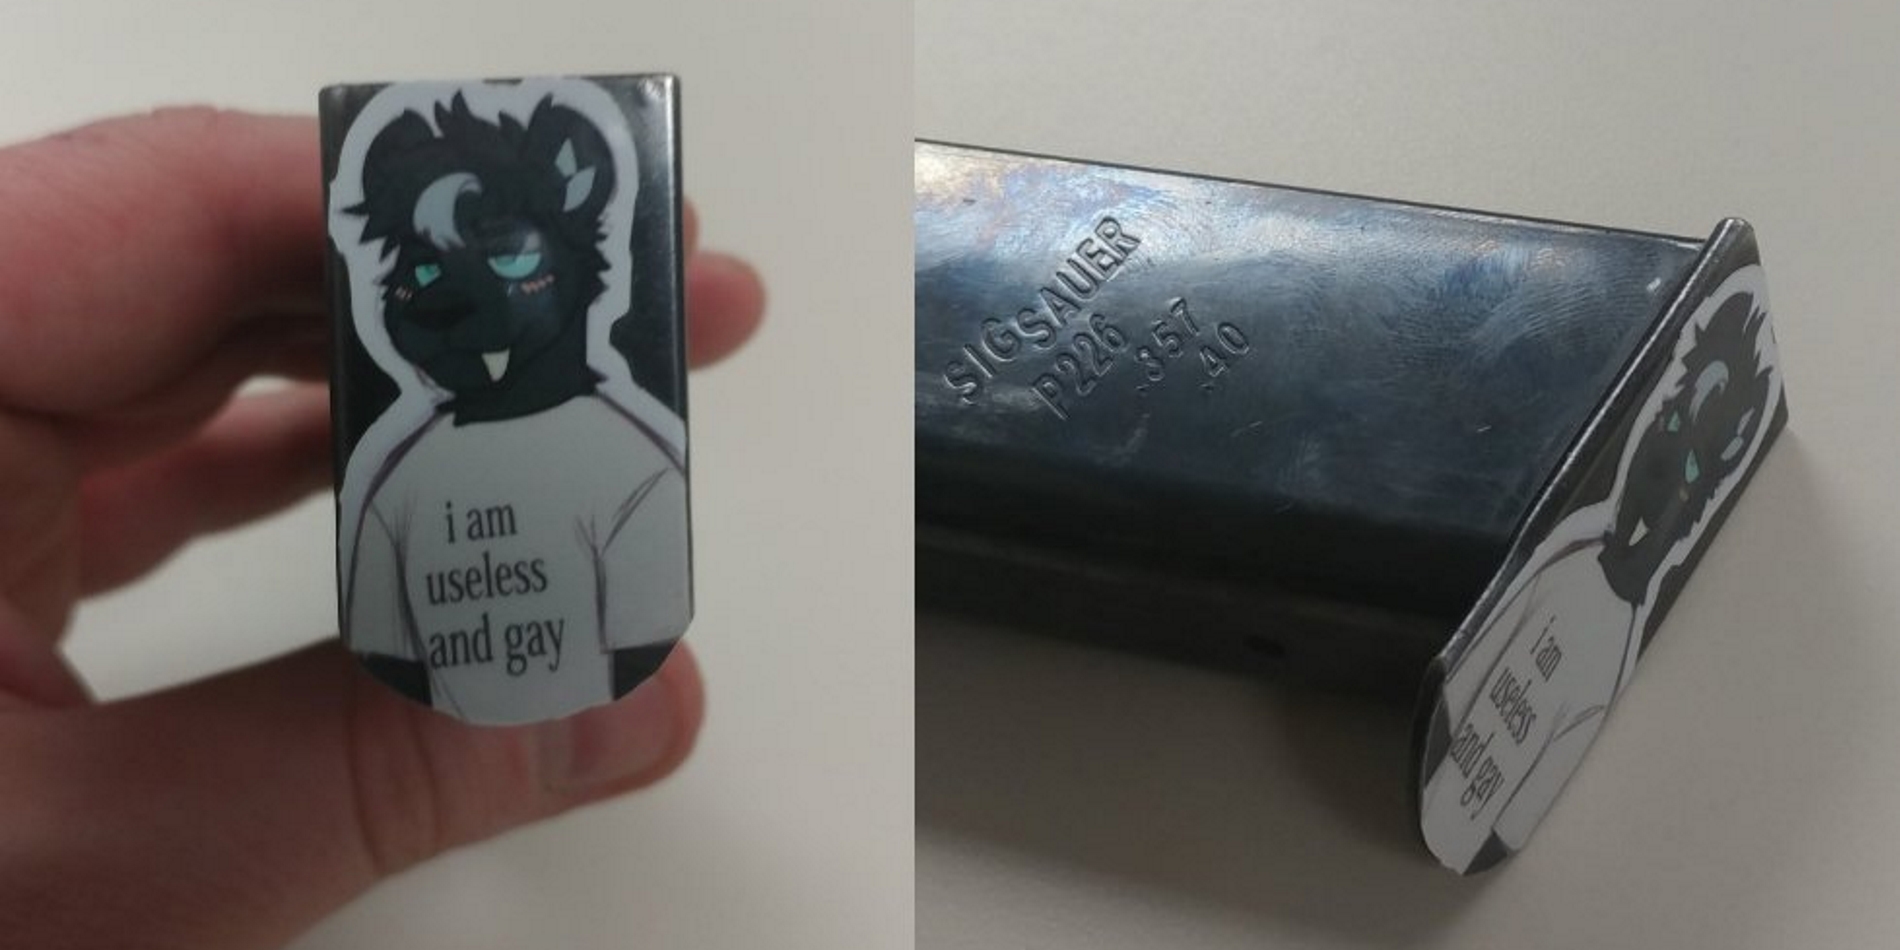 i am
useless
and gay
SIGSAUER
P226
.357
.40
i am
useless
and gay